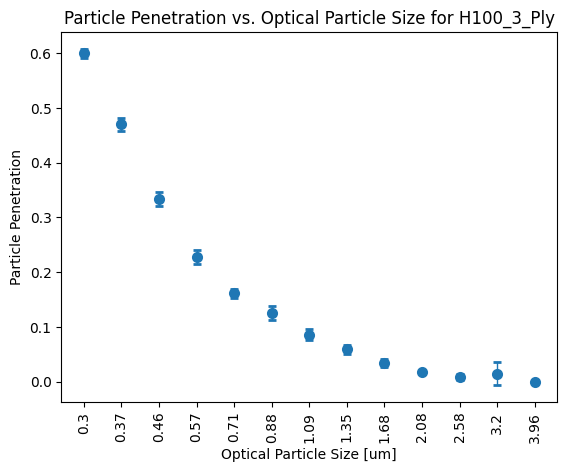 Particle Penetration vs. Optical Particle Size for H100_3_Ply
0.6
0.5
0.4
0.3
0.2
0.1
0.0
Particle Penetration
0.3 0.37 0.46 0.57 0.71 0.88 1.09 1.35 1.68 2.08 2.58 3.2 3.96
Optical Particle Size [um]